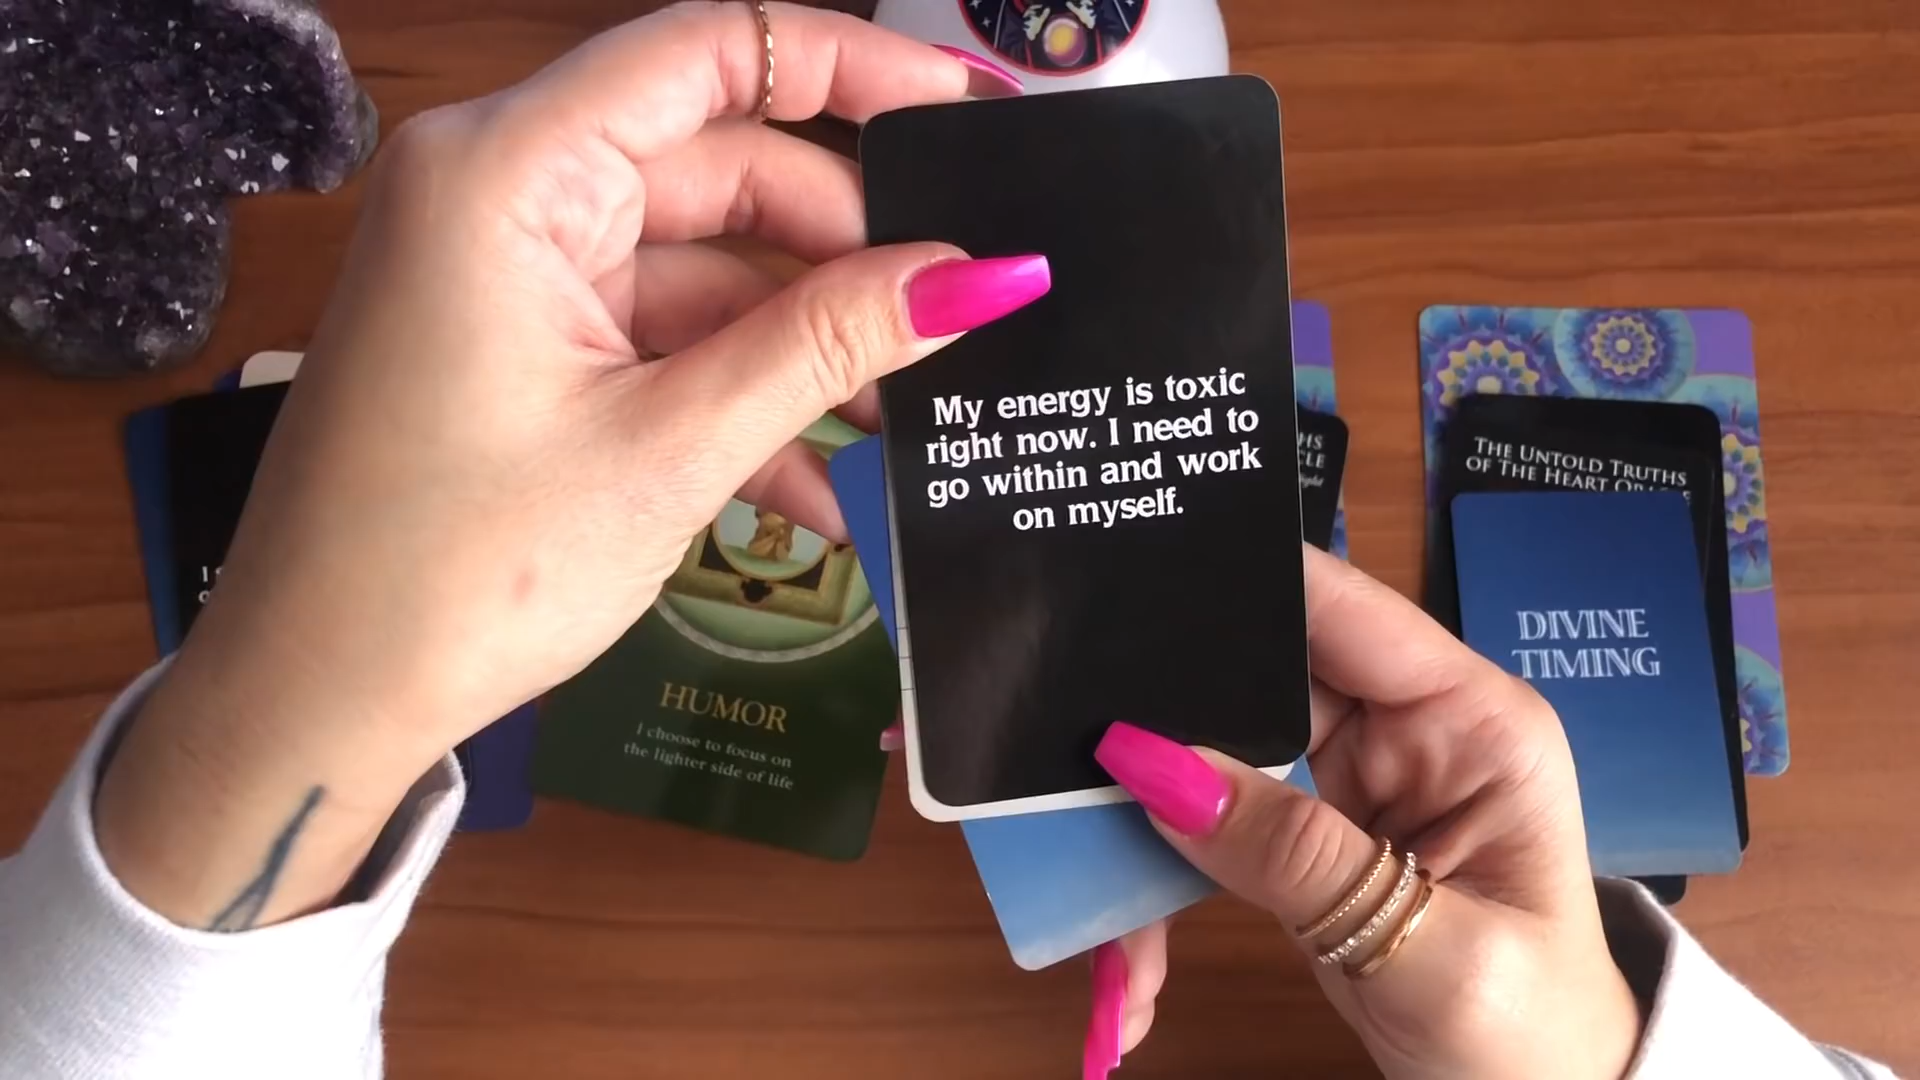 My energy is toxic
right now. I need to
go within and work
on myself.
HUMOR
I choose to focus on
the lighter side of life
THE UNTOLD TRUTHS
OF THE HEART ORACLE
DIVINE
TIMING